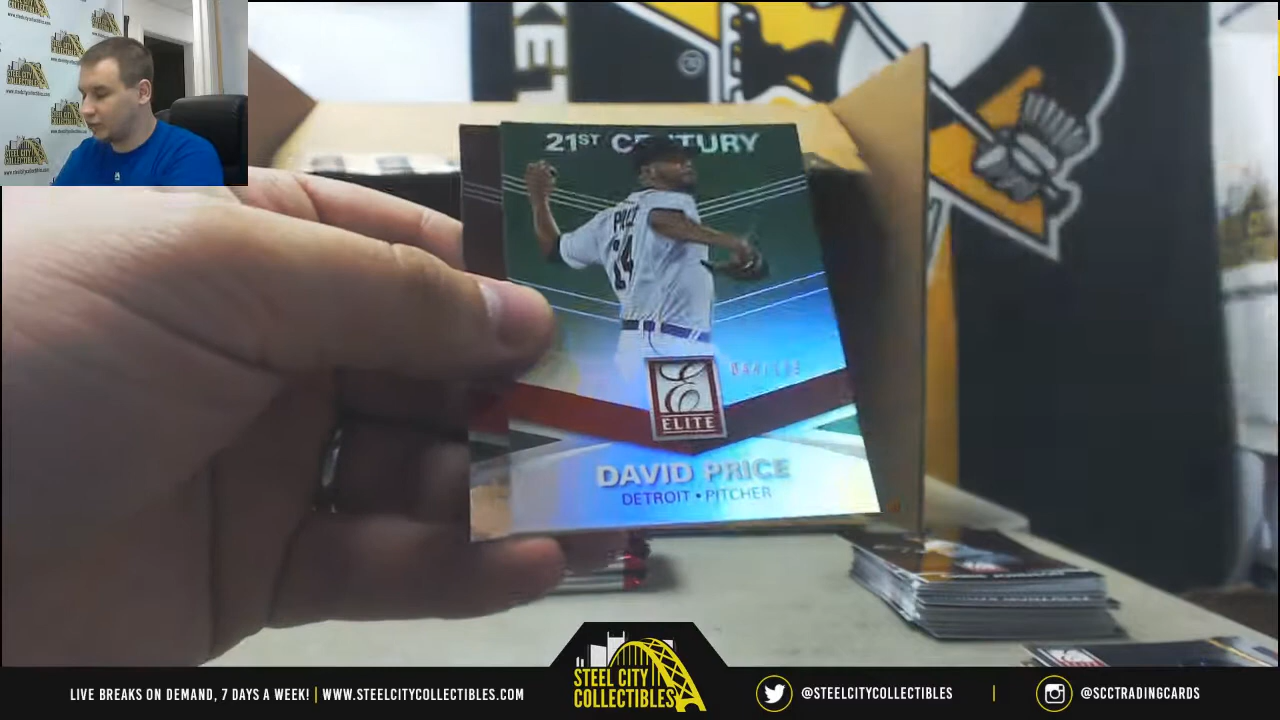 21ST CENTURY
14
E
ELITE
DAVID PRICE
DETROIT • PITCHER
STEEL CITY
COLLECTIBLES
LIVE BREAKS ON DEMAND, 7 DAYS A WEEK! | WWW.STEELCITYCOLLECTIBLES.COM
@STEELCITYCOLLECTIBLES
|
@SCCTRADINGCARDS